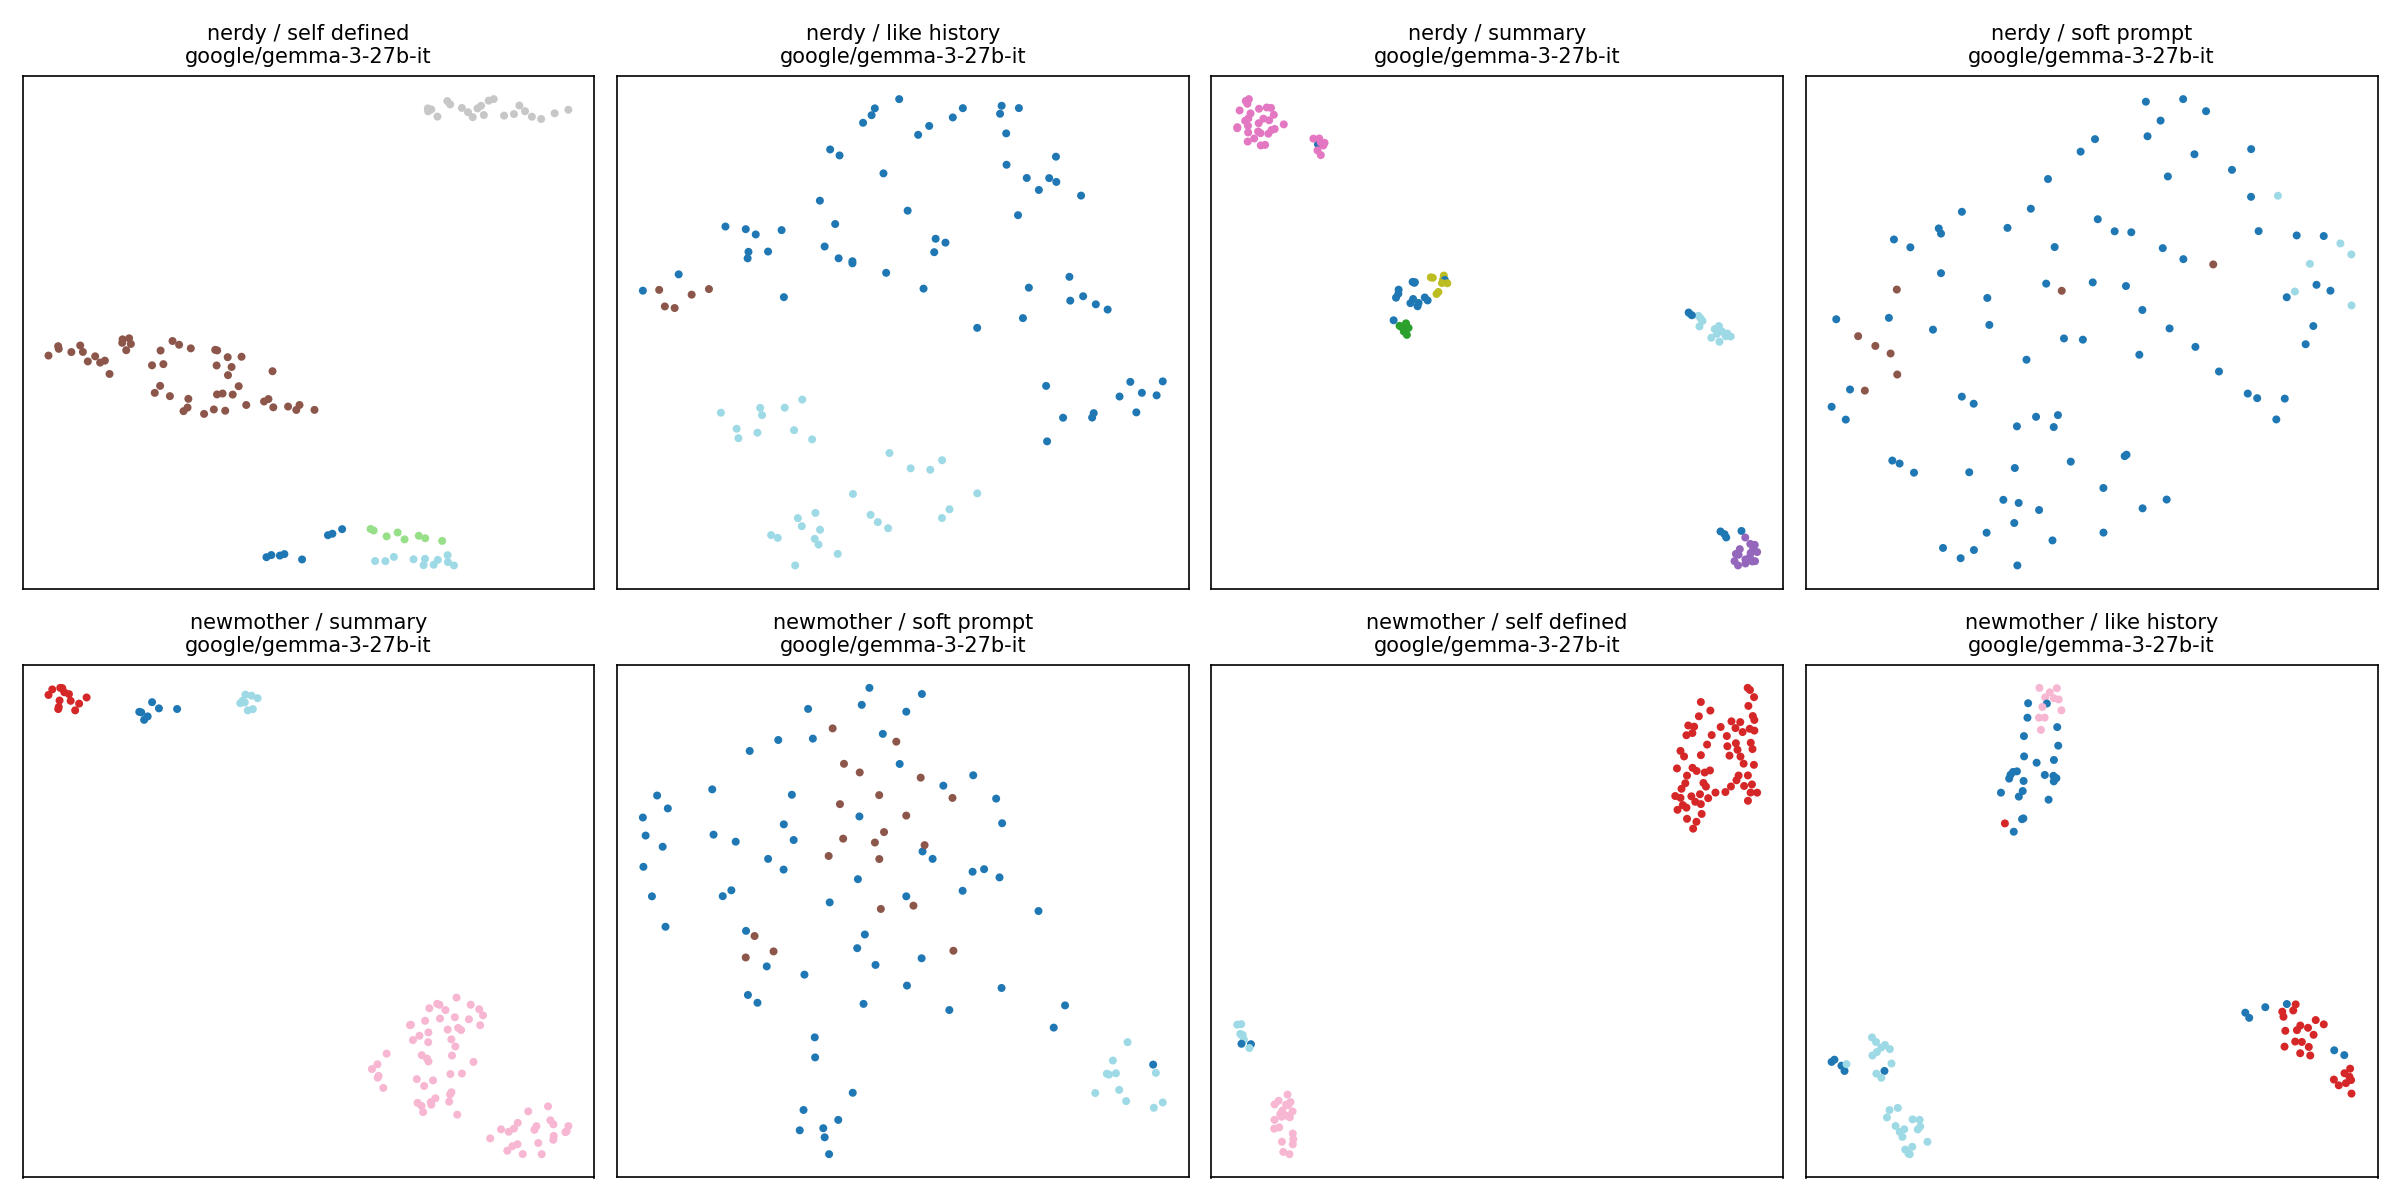 nerdy / self defined
google/gemma-3-27b-it
nerdy / like history
google/gemma-3-27b-it
nerdy / summary
google/gemma-3-27b-it
nerdy / soft prompt
google/gemma-3-27b-it
newmother / summary
google/gemma-3-27b-it
newmother / soft prompt
google/gemma-3-27b-it
newmother / self defined
google/gemma-3-27b-it
newmother / like history
google/gemma-3-27b-it